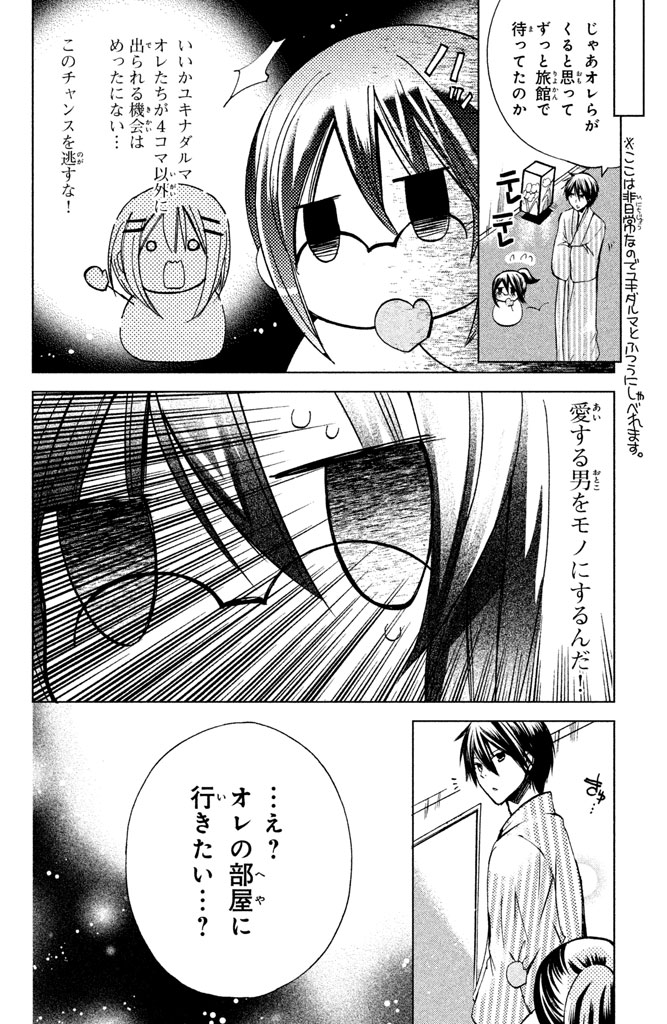 じゃあオレらが
くると思って
ずっと旅館で
待ってたのか
テレ
テレ
※ここは非日常なのでユキダルマとふつうにしゃべれます。
いいかユキナダルマ
オレたちが4コマ以外に
出られる機会は
めったにない…
このチャンスを逃すな！
愛する男をモノにするんだ！
ぎゅ…
…え？
オレの部屋に
行きたい…？